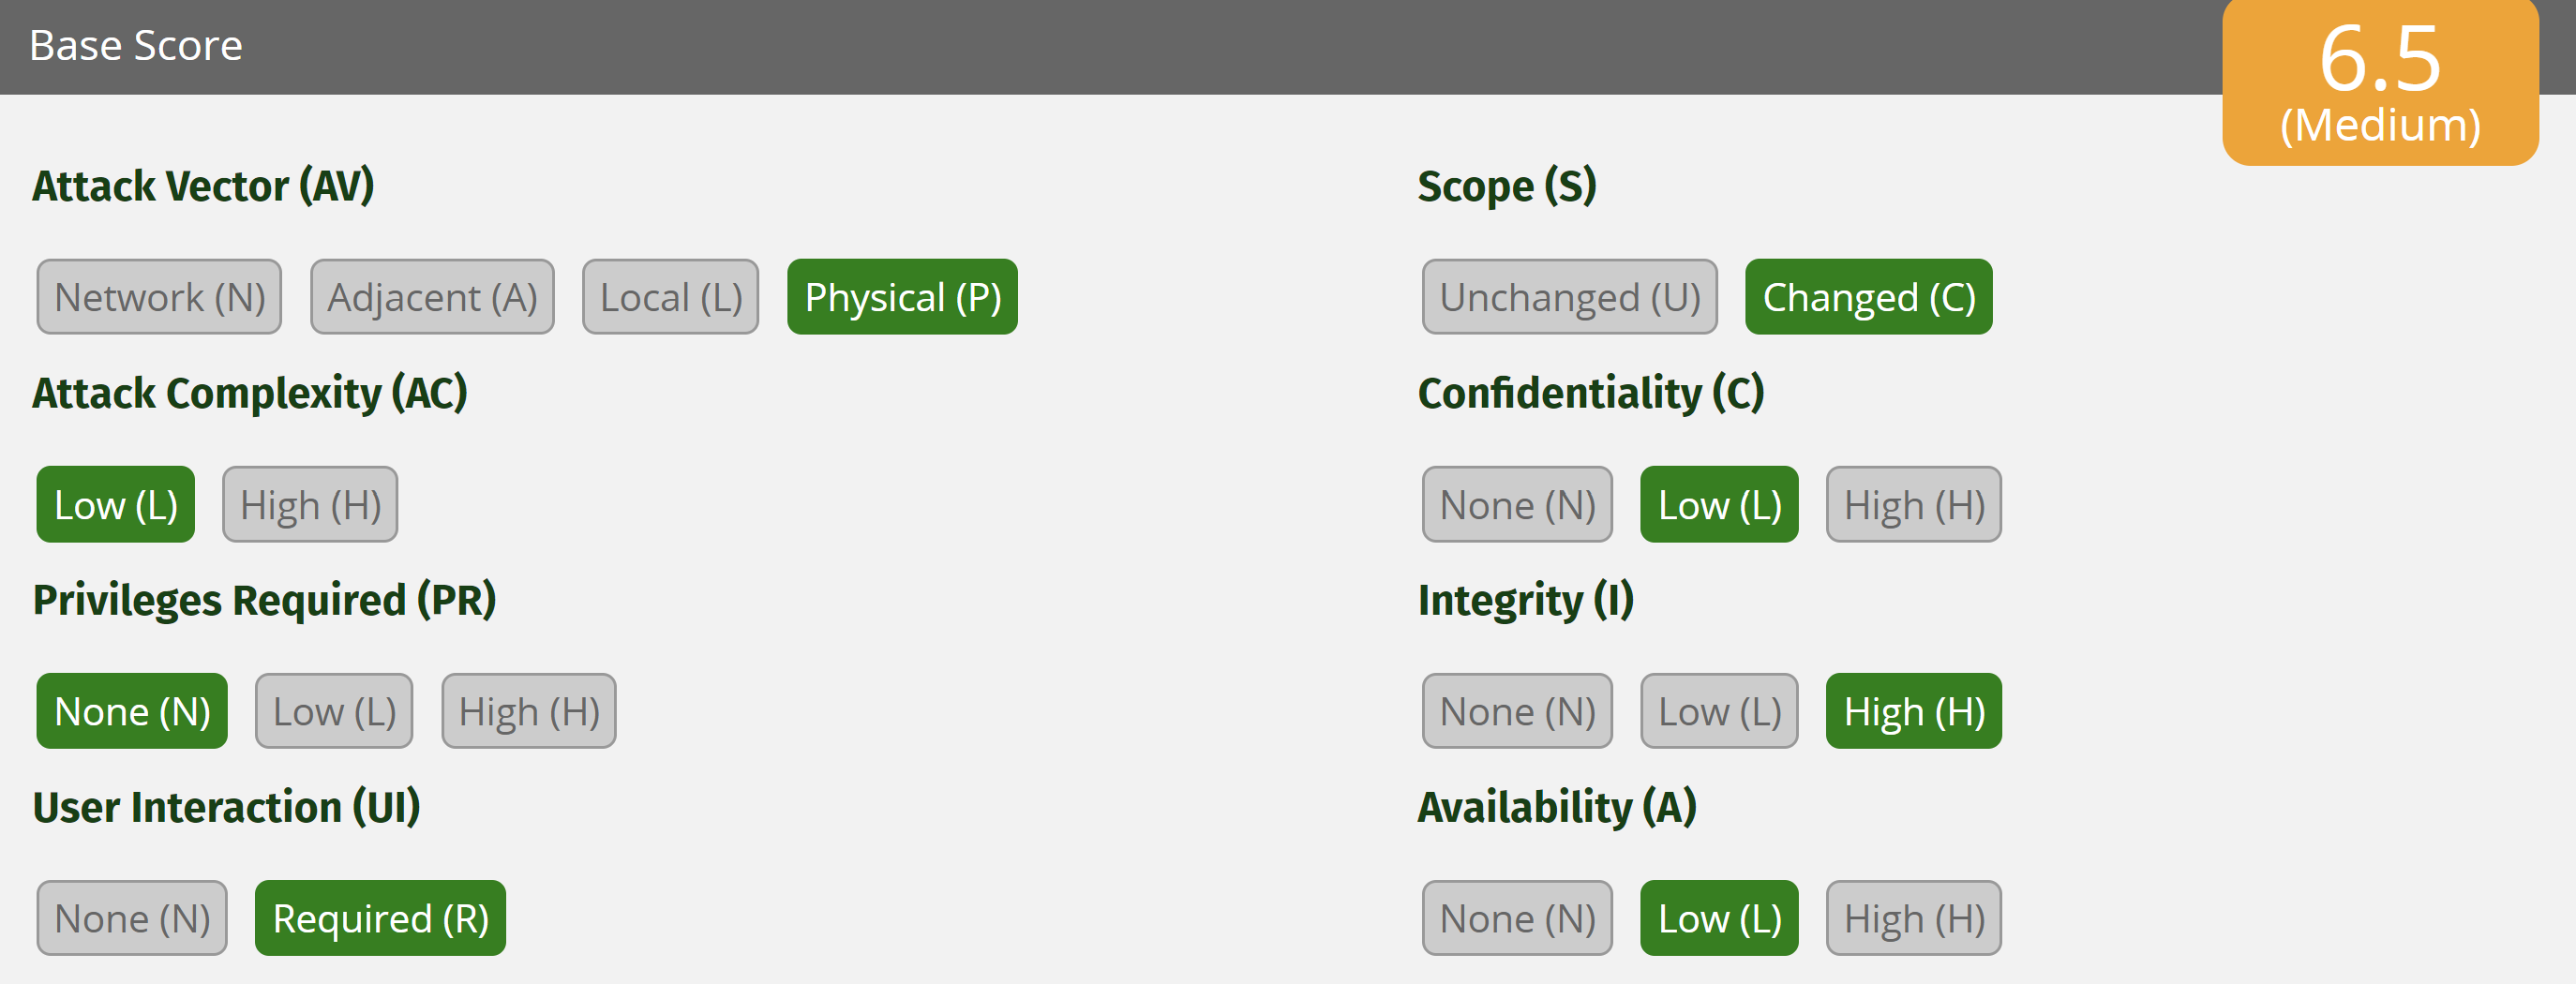 Base Score
6.5
(Medium)
Attack Vector (AV)
Network (N) Adjacent (A) Local (L) Physical (P)
Attack Complexity (AC)
Low (L) High (H)
Privileges Required (PR)
None (N) Low (L) High (H)
User Interaction (UI)
None (N) Required (R)
Scope (S)
Unchanged (U) Changed (C)
Confidentiality (C)
None (N) Low (L) High (H)
Integrity (I)
None (N) Low (L) High (H)
Availability (A)
None (N) Low (L) High (H)